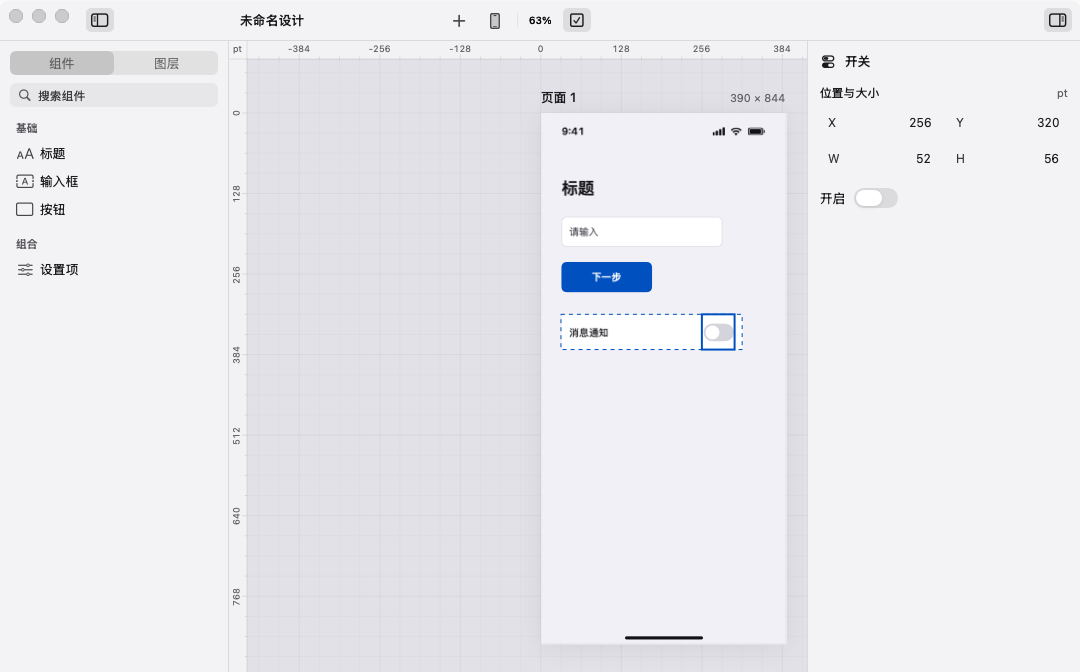 未命名设计
63%
组件
图层
搜索组件
基础
标题
输入框
按钮
组合
设置项
pt
-384
-256
-128
0
128
256
384
0
128
256
384
512
640
768
页面 1
390 × 844
9:41
标题
请输入
下一步
消息通知
开关
位置与大小
pt
X 256 Y 320
W 52 H 56
开启